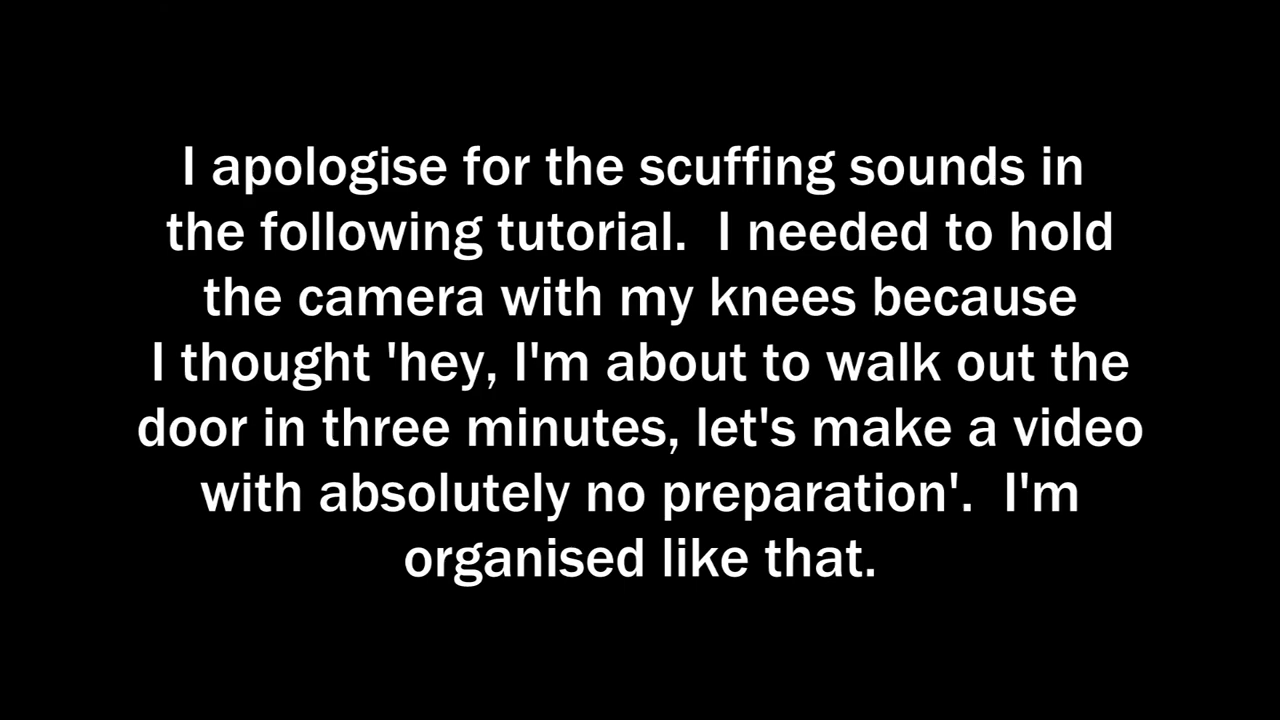 I apologise for the scuffing sounds in
the following tutorial.  I needed to hold
the camera with my knees because
I thought 'hey, I'm about to walk out the
door in three minutes, let's make a video
with absolutely no preparation'.  I'm
organised like that.